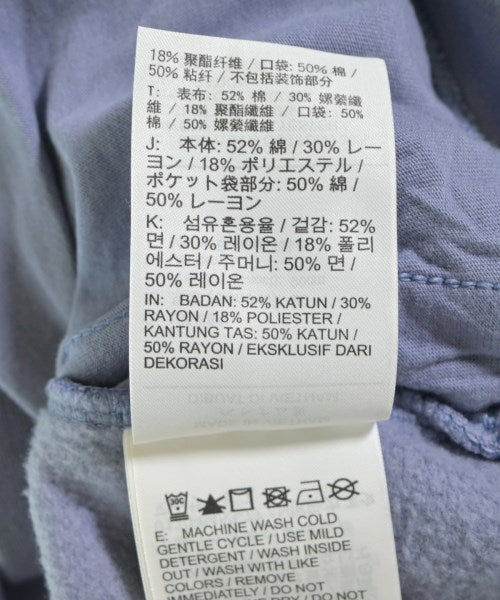 18% 聚酯纤维 / 口袋: 50% 棉 /
50% 粘纤 / 不包括装饰部分
T: 表布: 52% 棉 / 30% 嫘縈纖
維 / 18% 聚酯纖維 / 口袋: 50%
棉 / 50% 嫘縈纖維
J: 本体: 52% 綿 / 30% レー
ヨン / 18% ポリエステル /
ポケット袋部分: 50% 綿 /
50% レーヨン
K: 섬유혼용율 / 겉감: 52%
면 / 30% 레이온 / 18% 폴리
에스터 / 주머니: 50% 면 /
50% 레이온
IN: BADAN: 52% KATUN / 30%
RAYON / 18% POLIESTER /
KANTUNG TAS: 50% KATUN /
50% RAYON / EKSKLUSIF DARI
DEKORASI
30C
E: MACHINE WASH COLD
GENTLE CYCLE / USE MILD
DETERGENT / WASH INSIDE
OUT / WASH WITH LIKE
COLORS / REMOVE
IMMEDIATELY / DO NOT
DRY / DO NOT